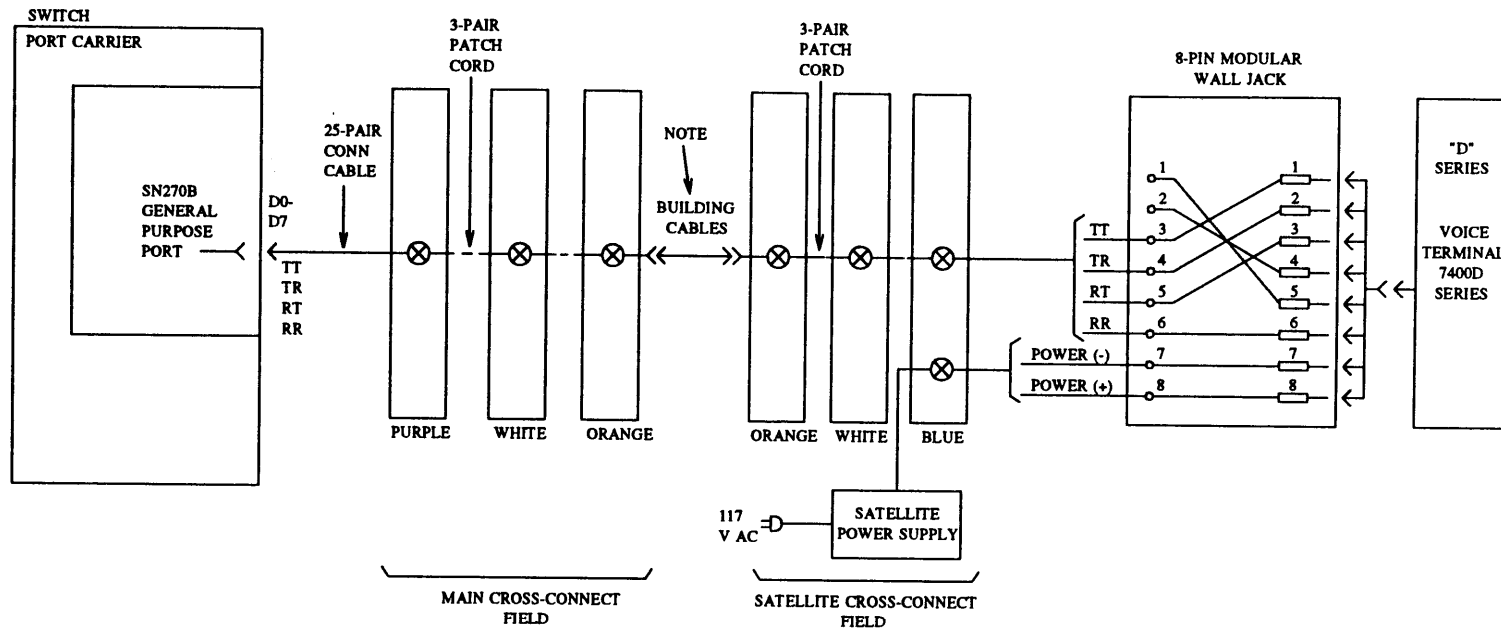 SWITCH
PORT CARRIER
SN270B
GENERAL
PURPOSE
PORT
D0-
D7
TT
TR
RT
RR
25-PAIR
CONN
CABLE
3-PAIR
PATCH
CORD
PURPLE
WHITE
ORANGE
NOTE
BUILDING
CABLES
3-PAIR
PATCH
CORD
ORANGE
WHITE
BLUE
117
V AC
SATELLITE
POWER SUPPLY
MAIN CROSS-CONNECT
FIELD
SATELLITE CROSS-CONNECT
FIELD
8-PIN MODULAR
WALL JACK
TT
TR
RT
RR
POWER (-)
POWER (+)
1
2
3
4
5
6
7
8
1
2
3
4
5
6
7
8
"D"
SERIES
VOICE
TERMINAL
7400D
SERIES